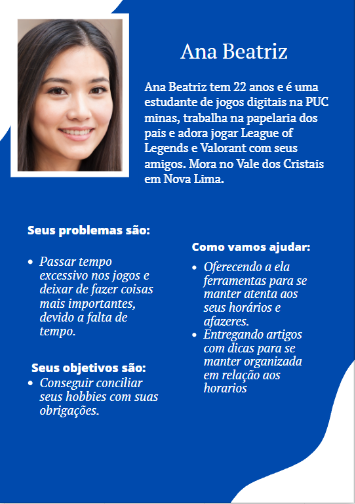 Ana Beatriz
Ana Beatriz tem 22 anos e é uma
estudante de jogos digitais na PUC
minas, trabalha na papelaria dos
pais e adora jogar League of
Legends e Valorant com seus
amigos. Mora no Vale dos Cristais
em Nova Lima.
Seus problemas são:
• Passar tempo
excessivo nos jogos e
deixar de fazer coisas
mais importantes,
devido a falta de
tempo.
Seus objetivos são:
• Conseguir conciliar
seus hobbies com suas
obrigações.
Como vamos ajudar:
• Oferecendo a ela
ferramentas para se
manter atenta aos
seus horários e
afazeres.
• Entregando artigos
com dicas para se
manter organizada
em relação aos
horarios